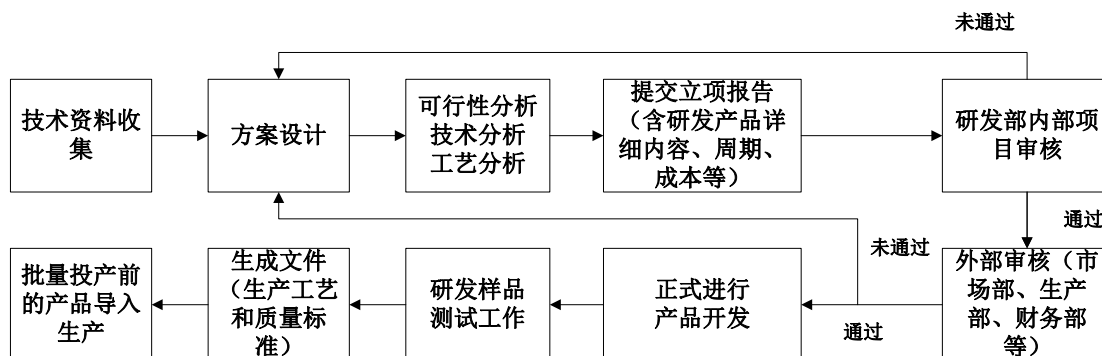 未通过
技术资料收
集
方案设计
可行性分析
技术分析
工艺分析
提交立项报告
（含研发产品详
细内容、周期、
成本等）
研发部内部项
目审核
通过
未通过
批量投产前
的产品导入
生产
生成文件
（生产工艺
和质量标
准）
研发样品
测试工作
正式进行
产品开发
通过
外部审核（市
场部、生产
部、财务部
等）